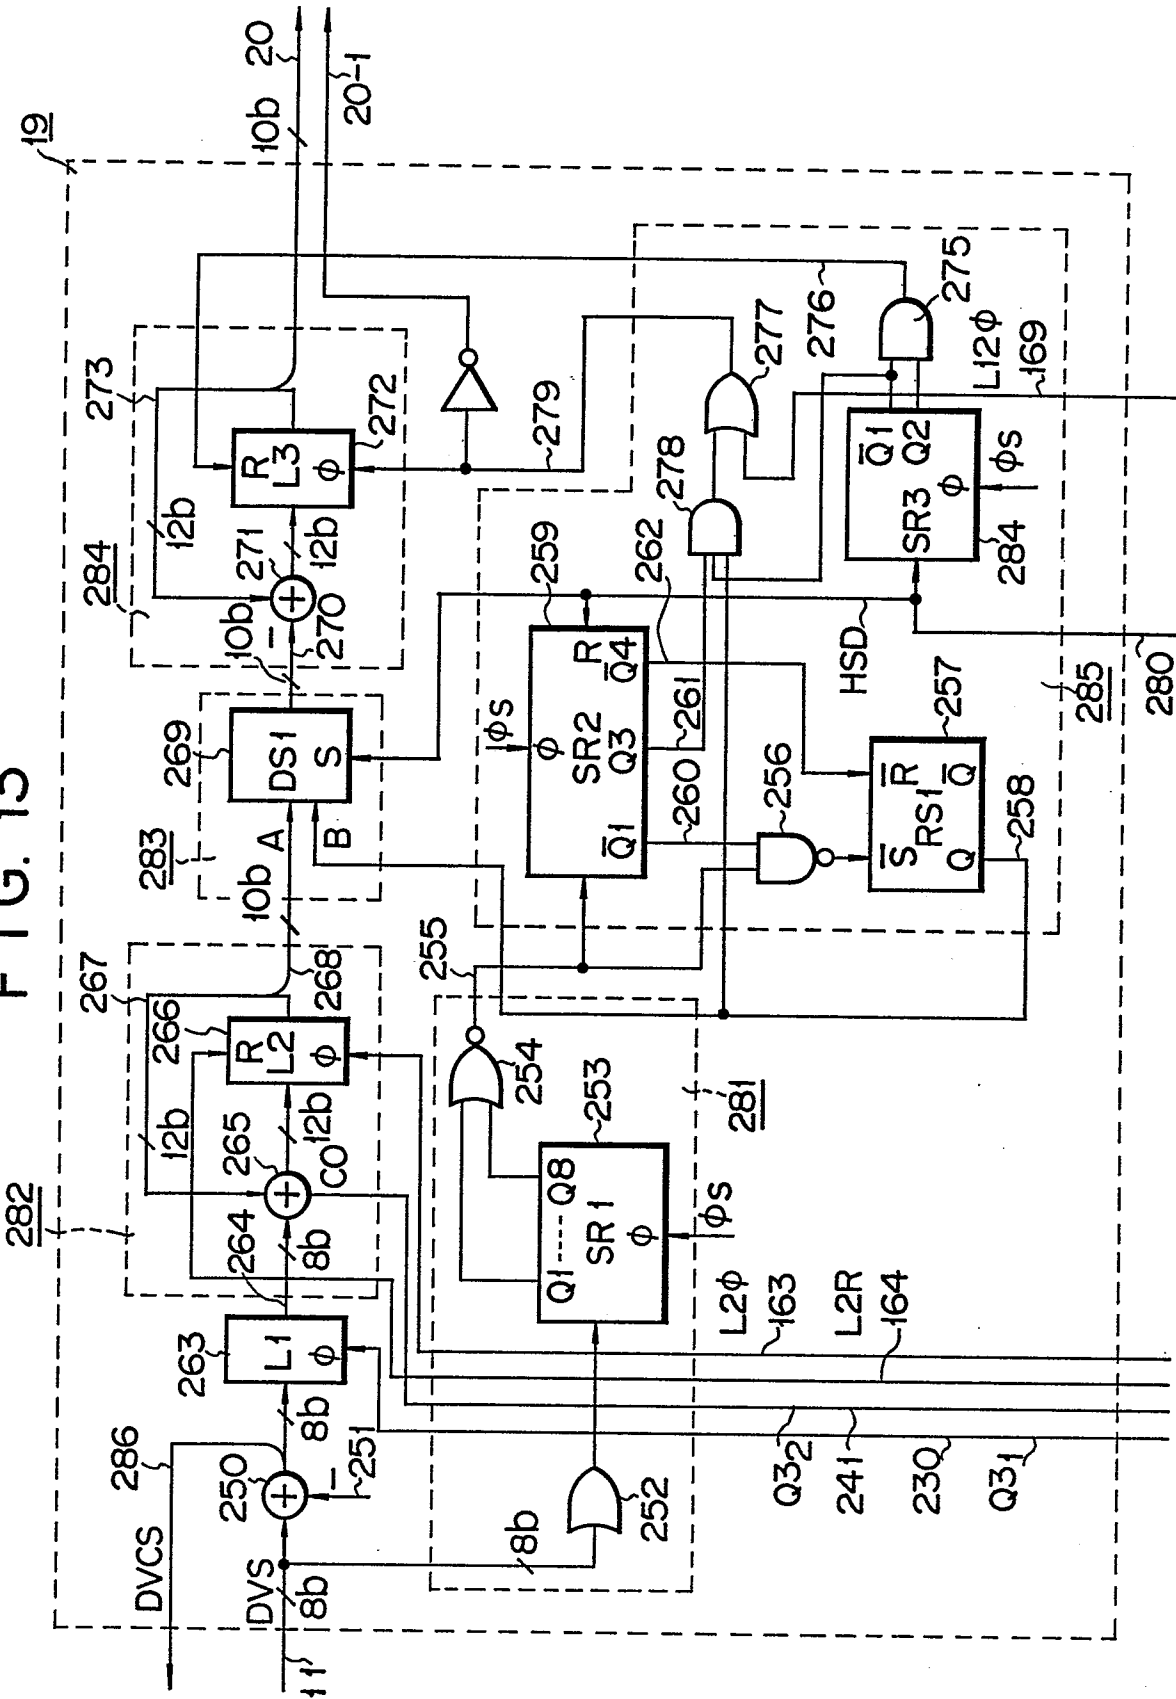 FIG. 15
19
20
10b
20-1
273
284
12b
R
L3
φ
272
271
12b
10b
−
270
279
276
277
275
L12φ
169
278
262
259
φs
φ
SR2
R
Q̄1
Q3
Q̄4
260
261
256
HSD
SR3
Q̄1
Q2
φ
φs
284
280
285
257
S̄
R̄
RS1
Q
Q̄
258
269
DS1
S
A
B
283
10b
267
266
268
R
L2
φ
12b
12b
265
CO
264
8b
282
255
254
253
281
Q1
Q8
SR1
φ
φs
263
L1
φ
8b
L2φ
163
L2R
164
Q3₂
241
230
Q3₁
286
250
−
251
252
8b
DVCS
DVS
8b
11